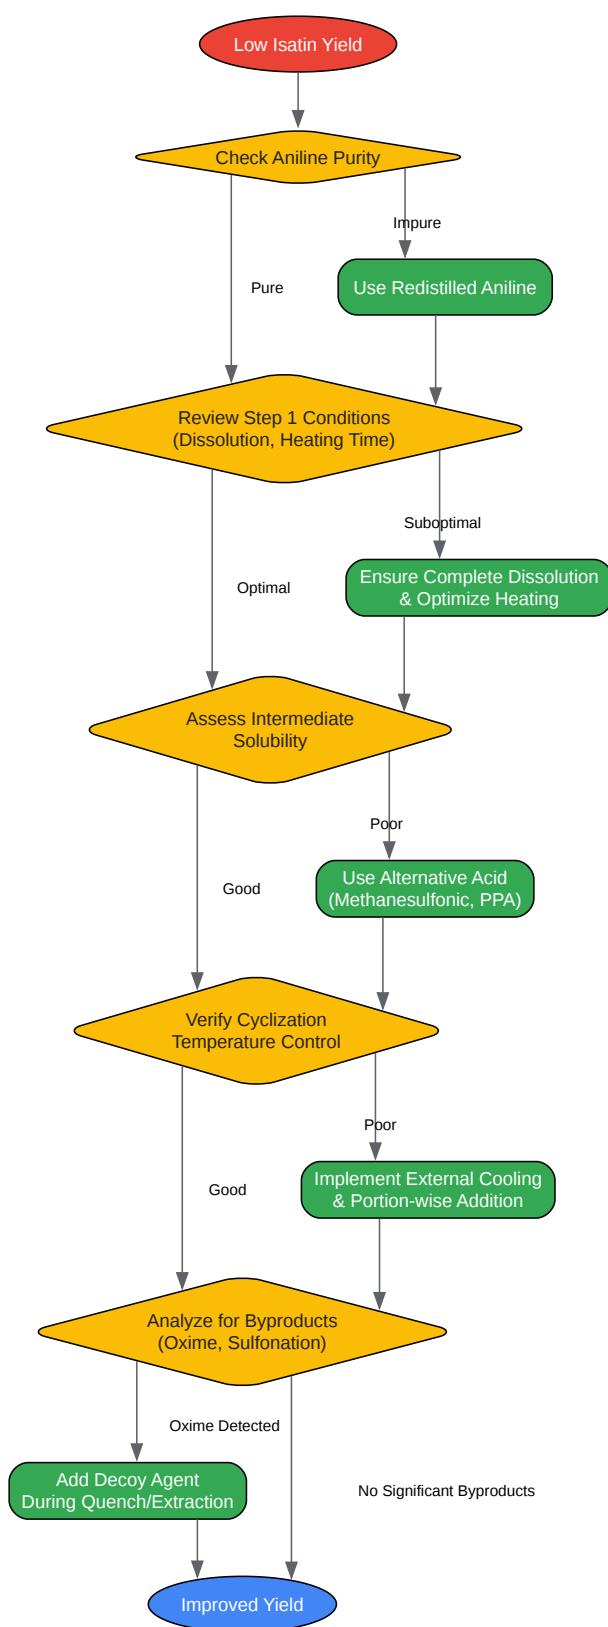 Low Isatin Yield
Check Aniline Purity
Impure
Pure
Use Redistilled Aniline
Review Step 1 Conditions
(Dissolution, Heating Time)
Suboptimal
Optimal
Ensure Complete Dissolution
& Optimize Heating
Assess Intermediate
Solubility
Poor
Good
Use Alternative Acid
(Methanesulfonic, PPA)
Verify Cyclization
Temperature Control
Poor
Good
Implement External Cooling
& Portion-wise Addition
Analyze for Byproducts
(Oxime, Sulfonation)
Oxime Detected
No Significant Byproducts
Add Decoy Agent
During Quench/Extraction
Improved Yield